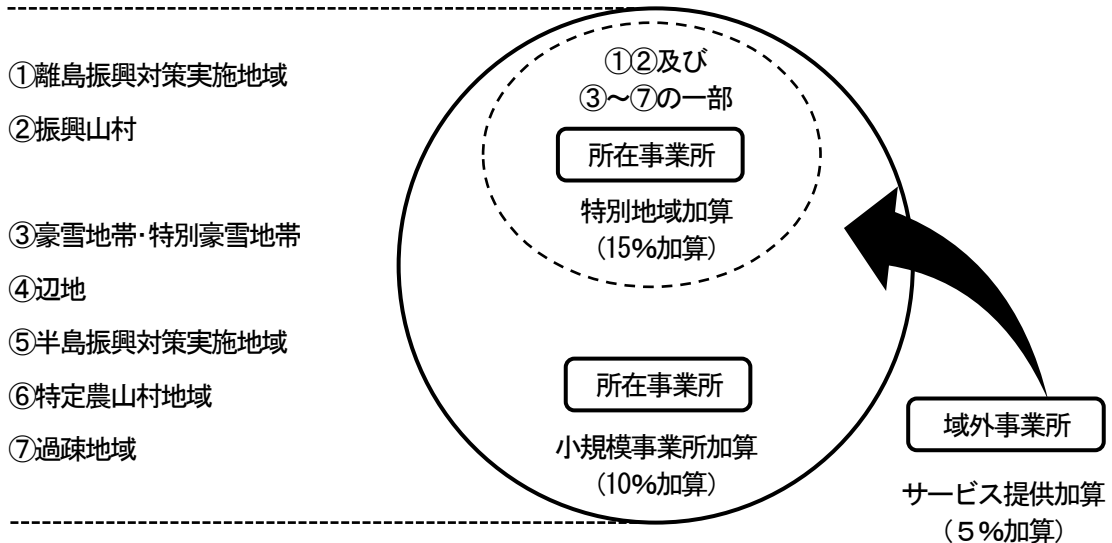 ①離島振興対策実施地域
②振興山村
③豪雪地帯・特別豪雪地帯
④辺地
⑤半島振興対策実施地域
⑥特定農山村地域
⑦過疎地域
①②及び
③～⑦の一部
所在事業所
特別地域加算
（15%加算）
所在事業所
小規模事業所加算
（10%加算）
域外事業所
サービス提供加算
（５%加算）